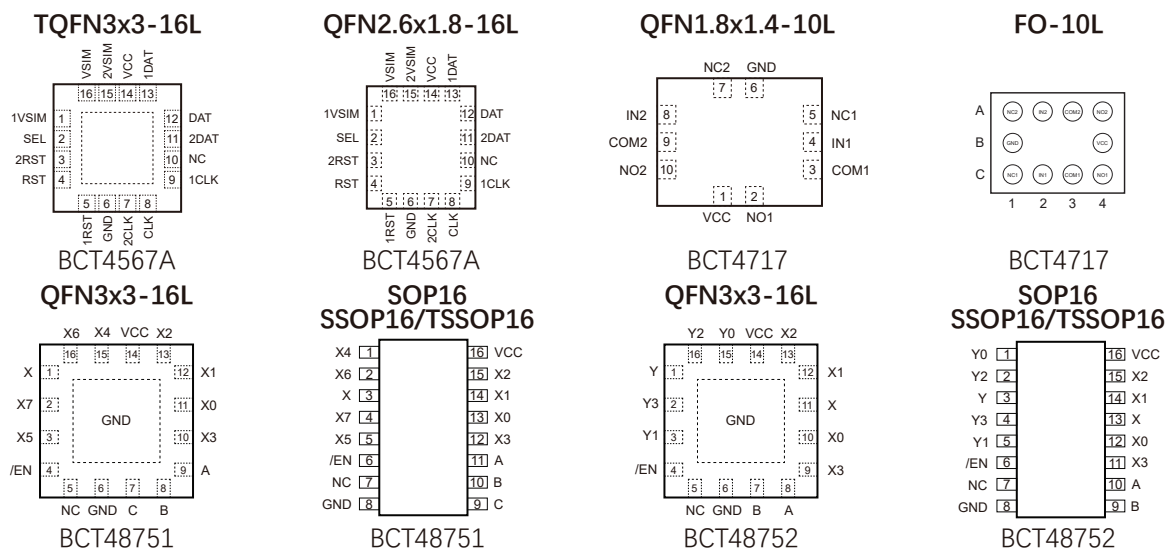 TQFN3x3-16L
VSIM
2VSIM
VCC
1DAT
16 15 14 13
1VSIM 1 12 DAT
SEL 2 11 2DAT
2RST 3 10 NC
RST 4 9 1CLK
5 6 7 8
1RST
GND
2CLK
CLK
BCT4567A
QFN2.6x1.8-16L
VSIM
2VSIM
VCC
1DAT
16 15 14 13
1VSIM 1 12 DAT
SEL 2 11 2DAT
2RST 3 10 NC
RST 4 9 1CLK
5 6 7 8
1RST
GND
2CLK
CLK
BCT4567A
QFN1.8x1.4-10L
NC2 GND
7 6
IN2 8 5 NC1
COM2 9 4 IN1
NO2 10 3 COM1
1 2
VCC NO1
BCT4717
FO-10L
A NC2 IN2 COM2 NO2
B GND VCC
C NC1 IN1 COM1 NO1
1 2 3 4
BCT4717
QFN3x3-16L
X6 X4 VCC X2
16 15 14 13
X 1 12 X1
X7 2 11 X0
GND
X5 3 10 X3
/EN 4 9 A
5 6 7 8
NC GND C B
BCT48751
SOP16
SSOP16/TSSOP16
X4 1 16 VCC
X6 2 15 X2
X 3 14 X1
X7 4 13 X0
X5 5 12 X3
/EN 6 11 A
NC 7 10 B
GND 8 9 C
BCT48751
QFN3x3-16L
Y2 Y0 VCC X2
16 15 14 13
Y 1 12 X1
Y3 2 11 X
GND
Y1 3 10 X0
/EN 4 9 X3
5 6 7 8
NC GND B A
BCT48752
SOP16
SSOP16/TSSOP16
Y0 1 16 VCC
Y2 2 15 X2
Y 3 14 X1
Y3 4 13 X
Y1 5 12 X0
/EN 6 11 X3
NC 7 10 A
GND 8 9 B
BCT48752